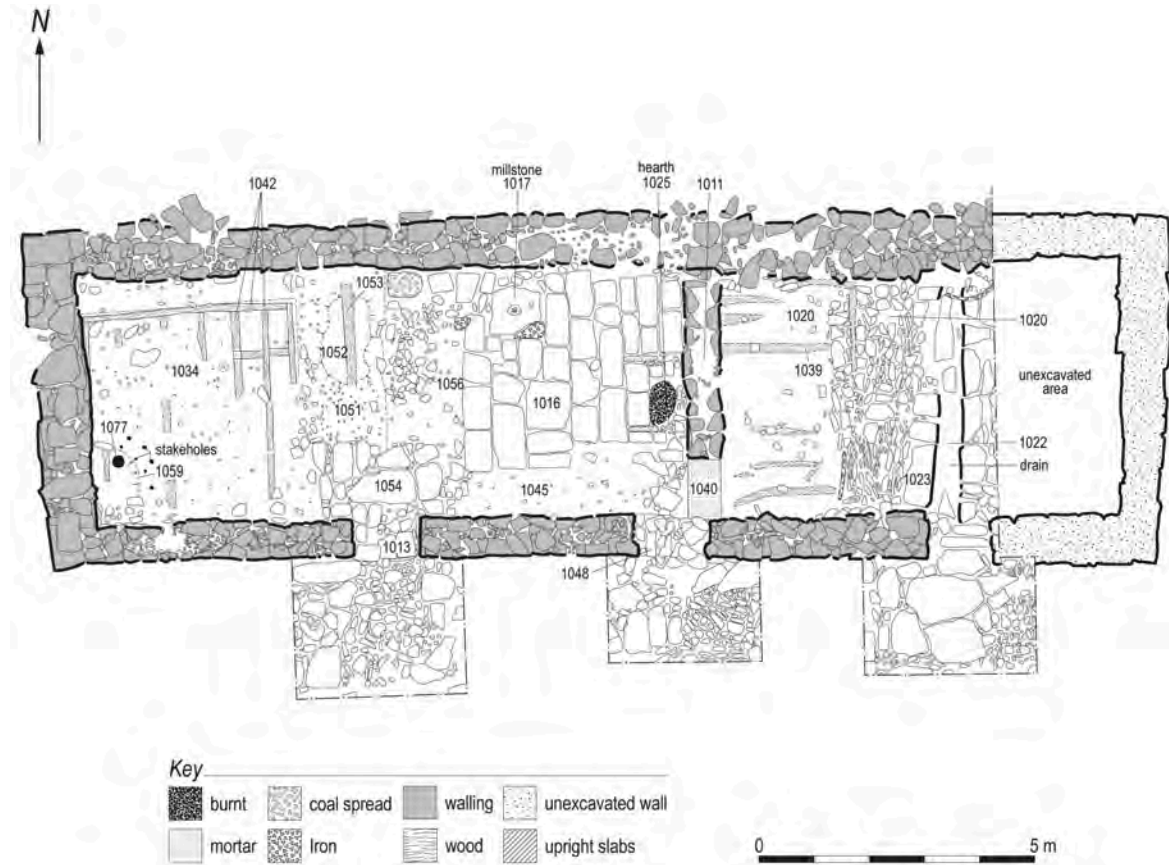 N
millstone
1017
hearth
1025
1011
1042
1053
1052
1034
1051
1056
1016
1020
1039
1020
unexcavated
area
1077
stakeholes
1059
1054
1045
1040
1023
1022
drain
1013
1048
Key
burnt
coal spread
walling
unexcavated wall
mortar
Iron
wood
upright slabs
0
5 m